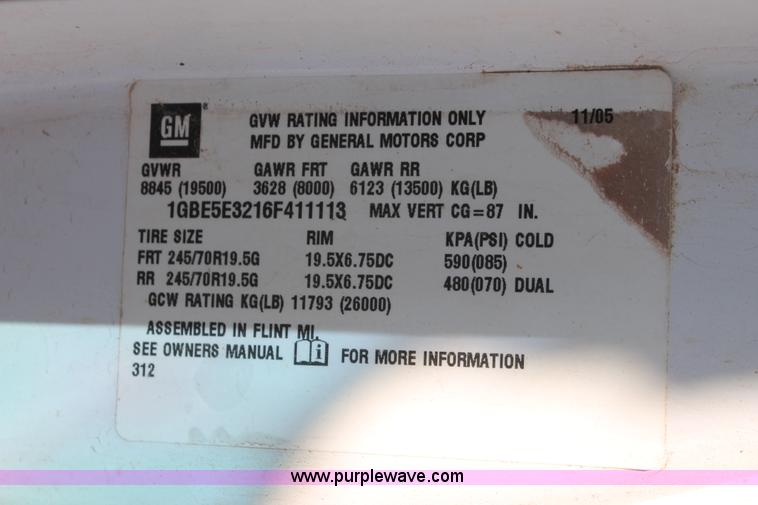 GM®
GVW RATING INFORMATION ONLY 11/05
MFD BY GENERAL MOTORS CORP
GVWR GAWR FRT GAWR RR
8845 (19500) 3628 (8000) 6123 (13500) KG(LB)
1GBE5E3216F411113 MAX VERT CG=87 IN.
TIRE SIZE RIM KPA(PSI) COLD
FRT 245/70R19.5G 19.5X6.75DC 590(085)
RR 245/70R19.5G 19.5X6.75DC 480(070) DUAL
GCW RATING KG(LB) 11793 (26000)
ASSEMBLED IN FLINT MI.
SEE OWNERS MANUAL i FOR MORE INFORMATION
312
www.purplewave.com